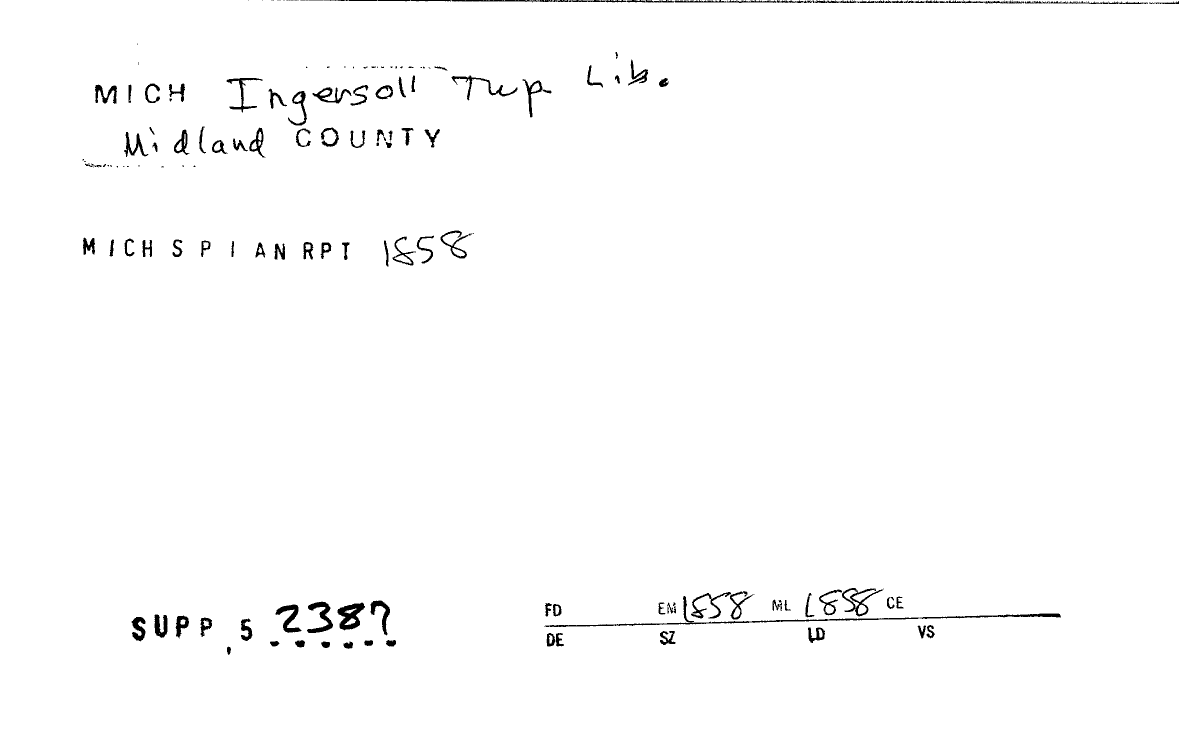 MICH Ingersoll Twp Lib.
Midland COUNTY
MICH SPIAN RPT 1858
SUPP, 5 2387
FD EM 1858 ML 1858 CE
DE SZ LD VS